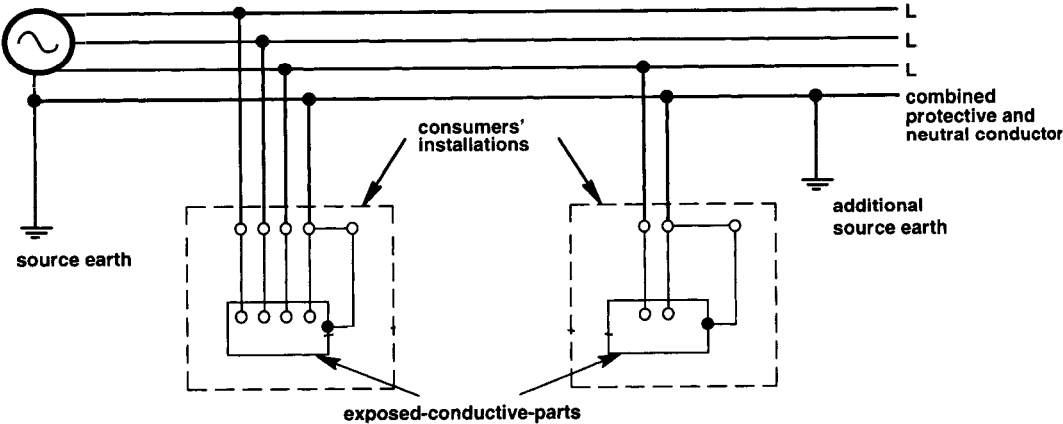 L
L
L
combined
protective and
neutral conductor
consumers'
installations
additional
source earth
source earth
exposed-conductive-parts